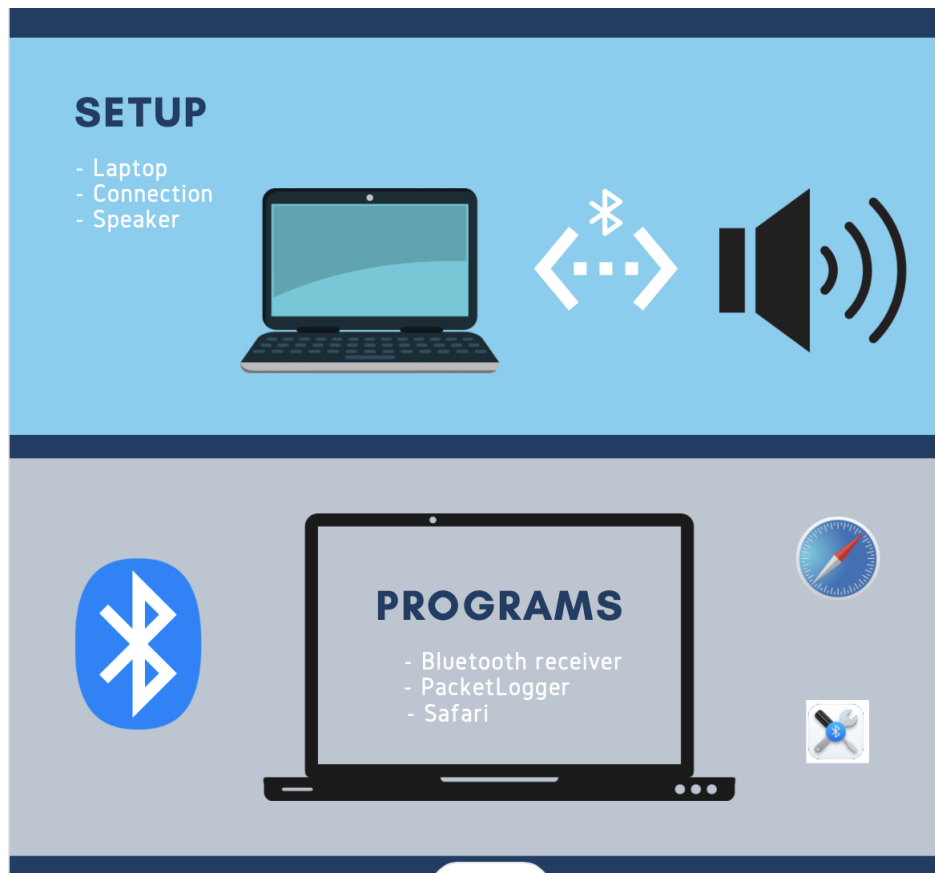 SETUP
- Laptop
- Connection
- Speaker
PROGRAMS
- Bluetooth receiver
- PacketLogger
- Safari